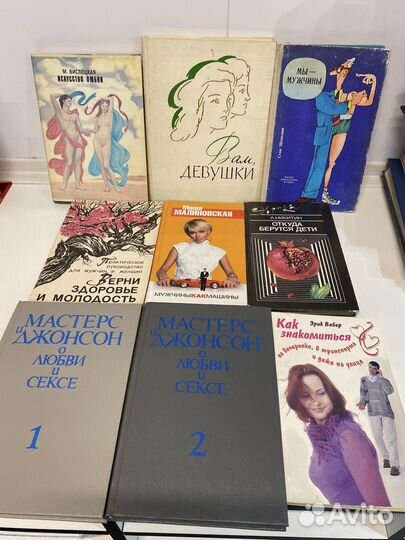 М. ВИСЛОЦКАЯ
ИСКУССТВО ЛЮБВИ
Вам,
ДЕВУШКИ
МЫ —
МУЖЧИНЫ
Практическое
руководство
для мужчин и женщин
ВЕРНИ
ЗДОРОВЬЕ
И МОЛОДОСТЬ
Маша
МАЛИНОВСКАЯ
МУЖЧИНЫКАКМАШИНЫ
А.НИКИТИН
ОТКУДА
БЕРУТСЯ ДЕТИ
МАСТЕРС
и ДЖОНСОН
О
ЛЮБВИ
И
СЕКСЕ
1
МАСТЕРС
и ДЖОНСОН
О
ЛЮБВИ
И
СЕКСЕ
2
Эрик Вебер
Как
знакомиться
на вечеринке, в транспорте
и даже на улице
Avito